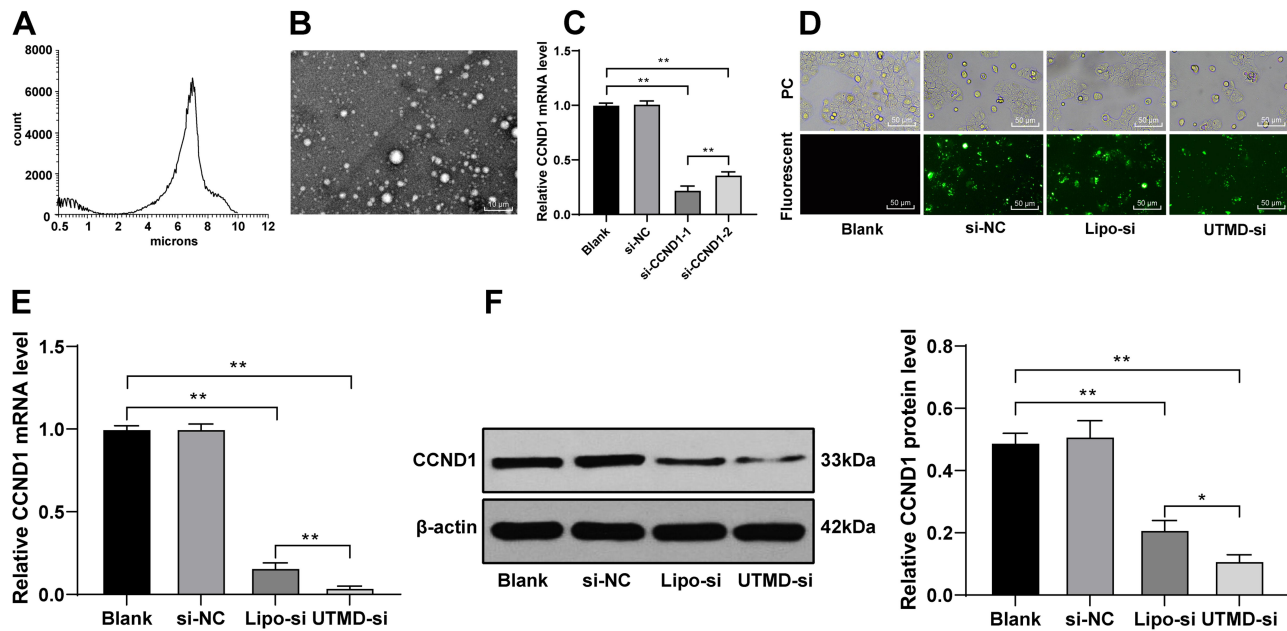 A
8000
6000
4000
2000
0
count
0.5 1 2 4 6 8 10 12
microns
B
10 μm
C
Relative CCND1 mRNA level
1.5
1.0
0.5
0.0
**
**
**
Blank
si-NC
si-CCND1-1
si-CCND1-2
D
PC
50 μm 50 μm 50 μm 50 μm
Fluorescent
50 μm 50 μm 50 μm 50 μm
Blank si-NC Lipo-si UTMD-si
E
Relative CCND1 mRNA level
1.5
1.0
0.5
0.0
**
**
**
Blank si-NC Lipo-si UTMD-si
F
CCND1 33kDa
β-actin 42kDa
Blank si-NC Lipo-si UTMD-si
Relative CCND1 protein level
0.8
0.6
0.4
0.2
0.0
**
**
*
Blank si-NC Lipo-si UTMD-si